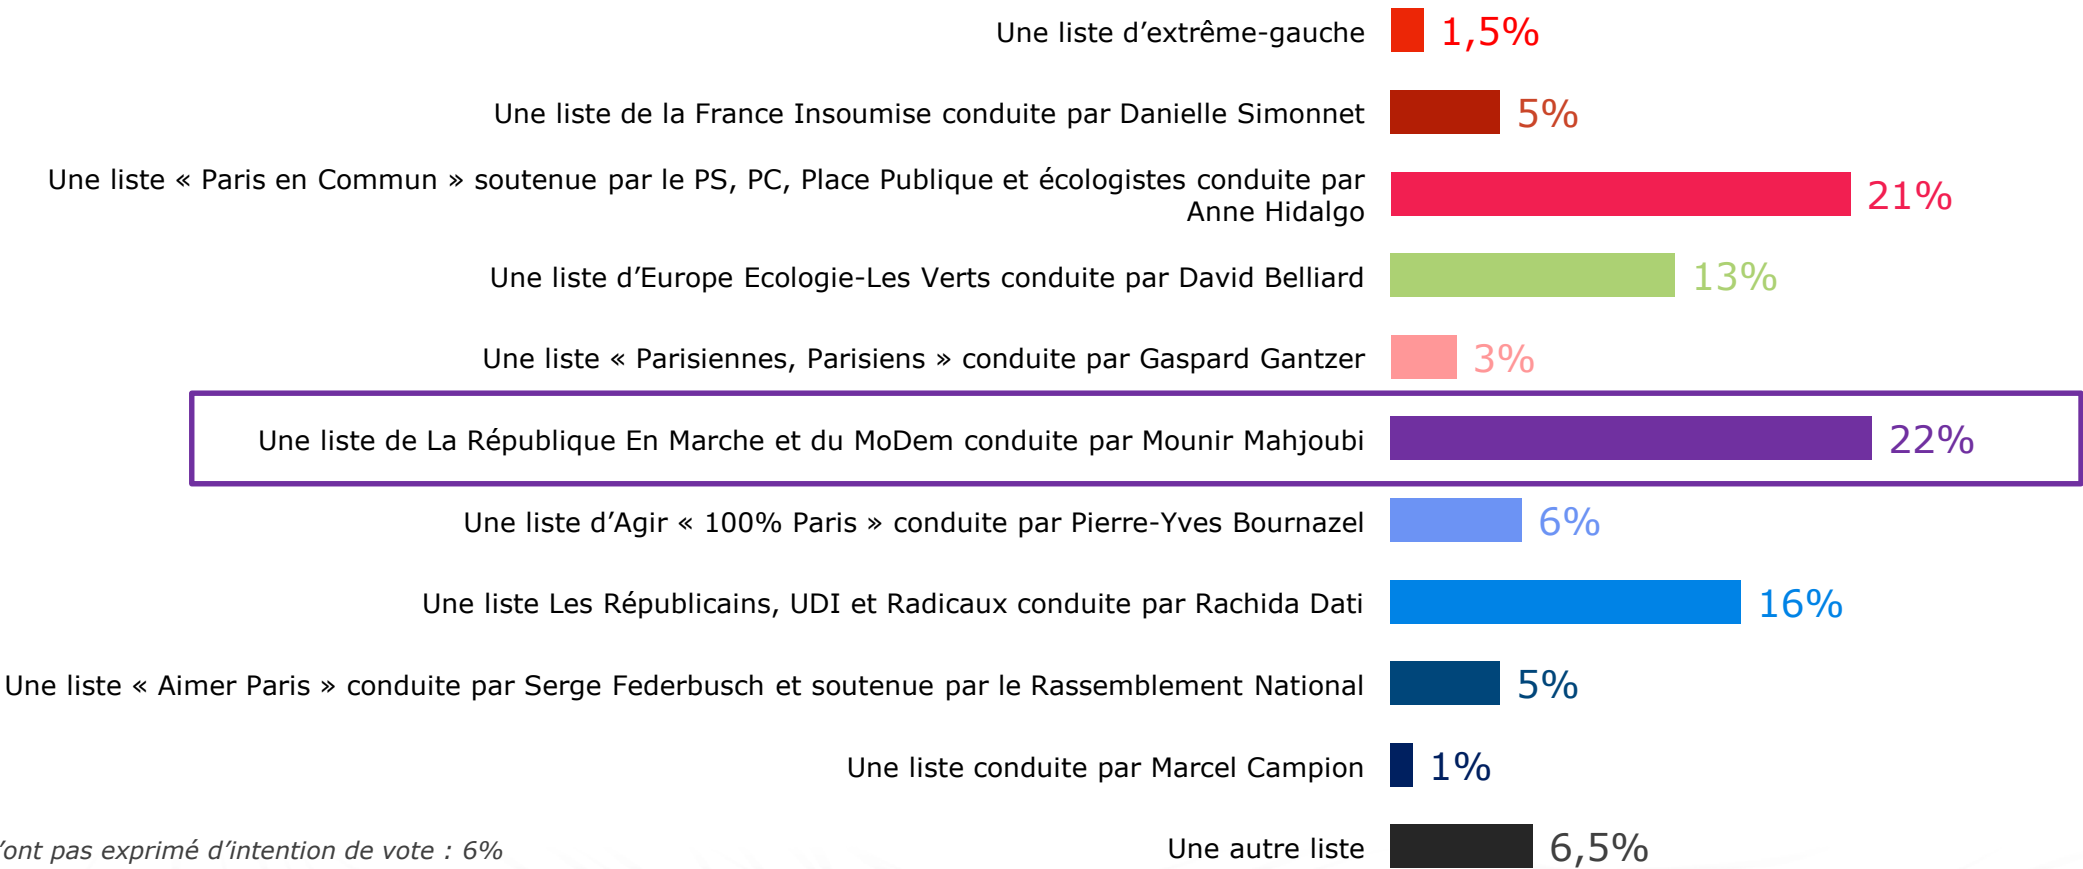 Une liste d’extrême-gauche 1,5%
Une liste de la France Insoumise conduite par Danielle Simonnet 5%
Une liste « Paris en Commun » soutenue par le PS, PC, Place Publique et écologistes conduite par
Anne Hidalgo 21%
Une liste d’Europe Ecologie-Les Verts conduite par David Belliard 13%
Une liste « Parisiennes, Parisiens » conduite par Gaspard Gantzer 3%
Une liste de La République En Marche et du MoDem conduite par Mounir Mahjoubi 22%
Une liste d’Agir « 100% Paris » conduite par Pierre-Yves Bournazel 6%
Une liste Les Républicains, UDI et Radicaux conduite par Rachida Dati 16%
Une liste « Aimer Paris » conduite par Serge Federbusch et soutenue par le Rassemblement National 5%
Une liste conduite par Marcel Campion 1%
Une autre liste 6,5%
’ont pas exprimé d’intention de vote : 6%